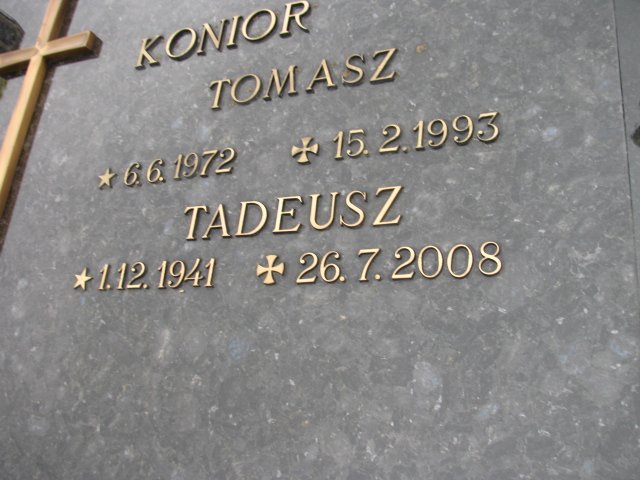 KONIOR
TOMASZ
★ 6.6.1972 ✠ 15.2.1993
TADEUSZ
★ 1.12.1941 ✠ 26.7.2008